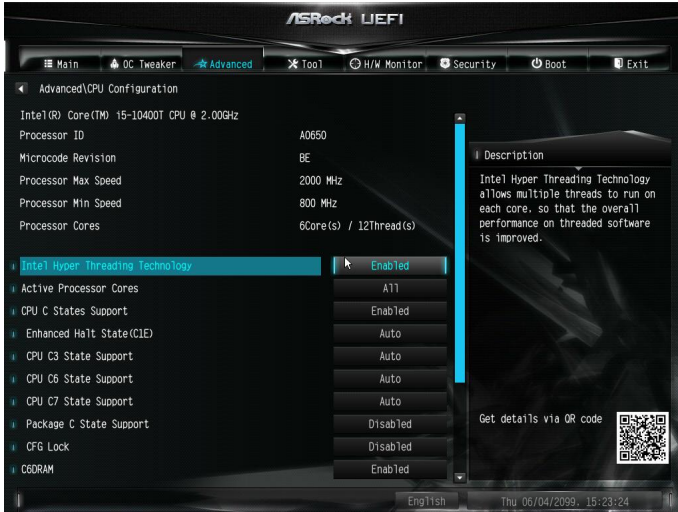 ASRock UEFI
Main OC Tweaker Advanced Tool H/W Monitor Security Boot Exit
Advanced\CPU Configuration
Intel(R) Core(TM) i5-10400T CPU @ 2.00GHz
Processor ID A0650
Microcode Revision BE
Processor Max Speed 2000 MHz
Processor Min Speed 800 MHz
Processor Cores 6Core(s) / 12Thread(s)
Intel Hyper Threading Technology Enabled
Active Processor Cores All
CPU C States Support Enabled
Enhanced Halt State(C1E) Auto
CPU C3 State Support Auto
CPU C6 State Support Auto
CPU C7 State Support Auto
Package C State Support Disabled
CFG Lock Disabled
C6DRAM Enabled
Description
Intel Hyper Threading Technology
allows multiple threads to run on
each core, so that the overall
performance on threaded software
is improved.
Get details via QR code
English
Thu 06/04/2099, 15:23:24